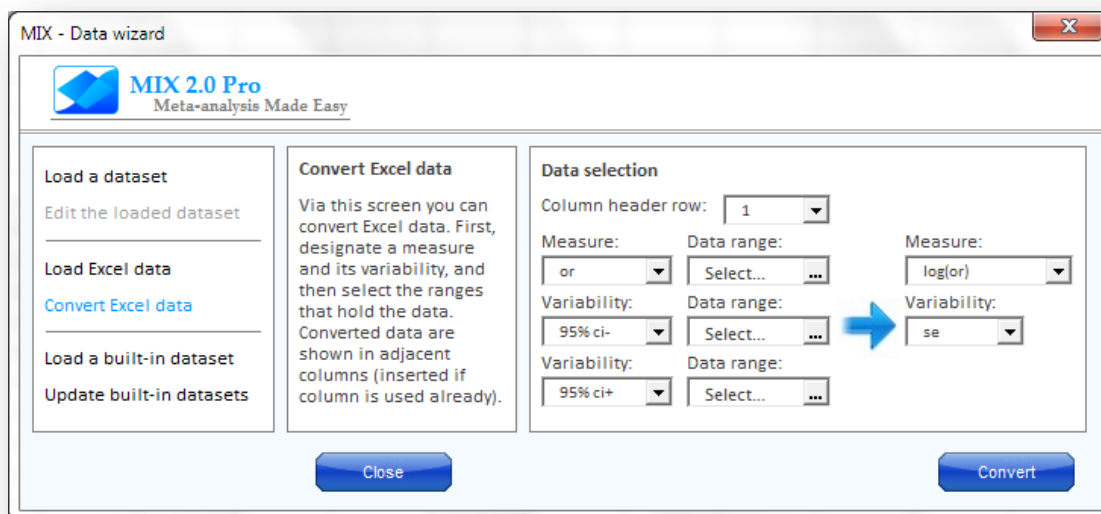 MIX - Data wizard
MIX 2.0 Pro
Meta-analysis Made Easy
Load a dataset
Edit the loaded dataset
Load Excel data
Convert Excel data
Load a built-in dataset
Update built-in datasets
Convert Excel data
Via this screen you can
convert Excel data. First,
designate a measure
and its variability, and
then select the ranges
that hold the data.
Converted data are
shown in adjacent
columns (inserted if
column is used already).
Data selection
Column header row: 1
Measure: Data range: Measure:
or Select... ... log(or)
Variability: Data range: Variability:
95% ci- Select... ... se
Variability: Data range:
95% ci+ Select... ...
Close Convert